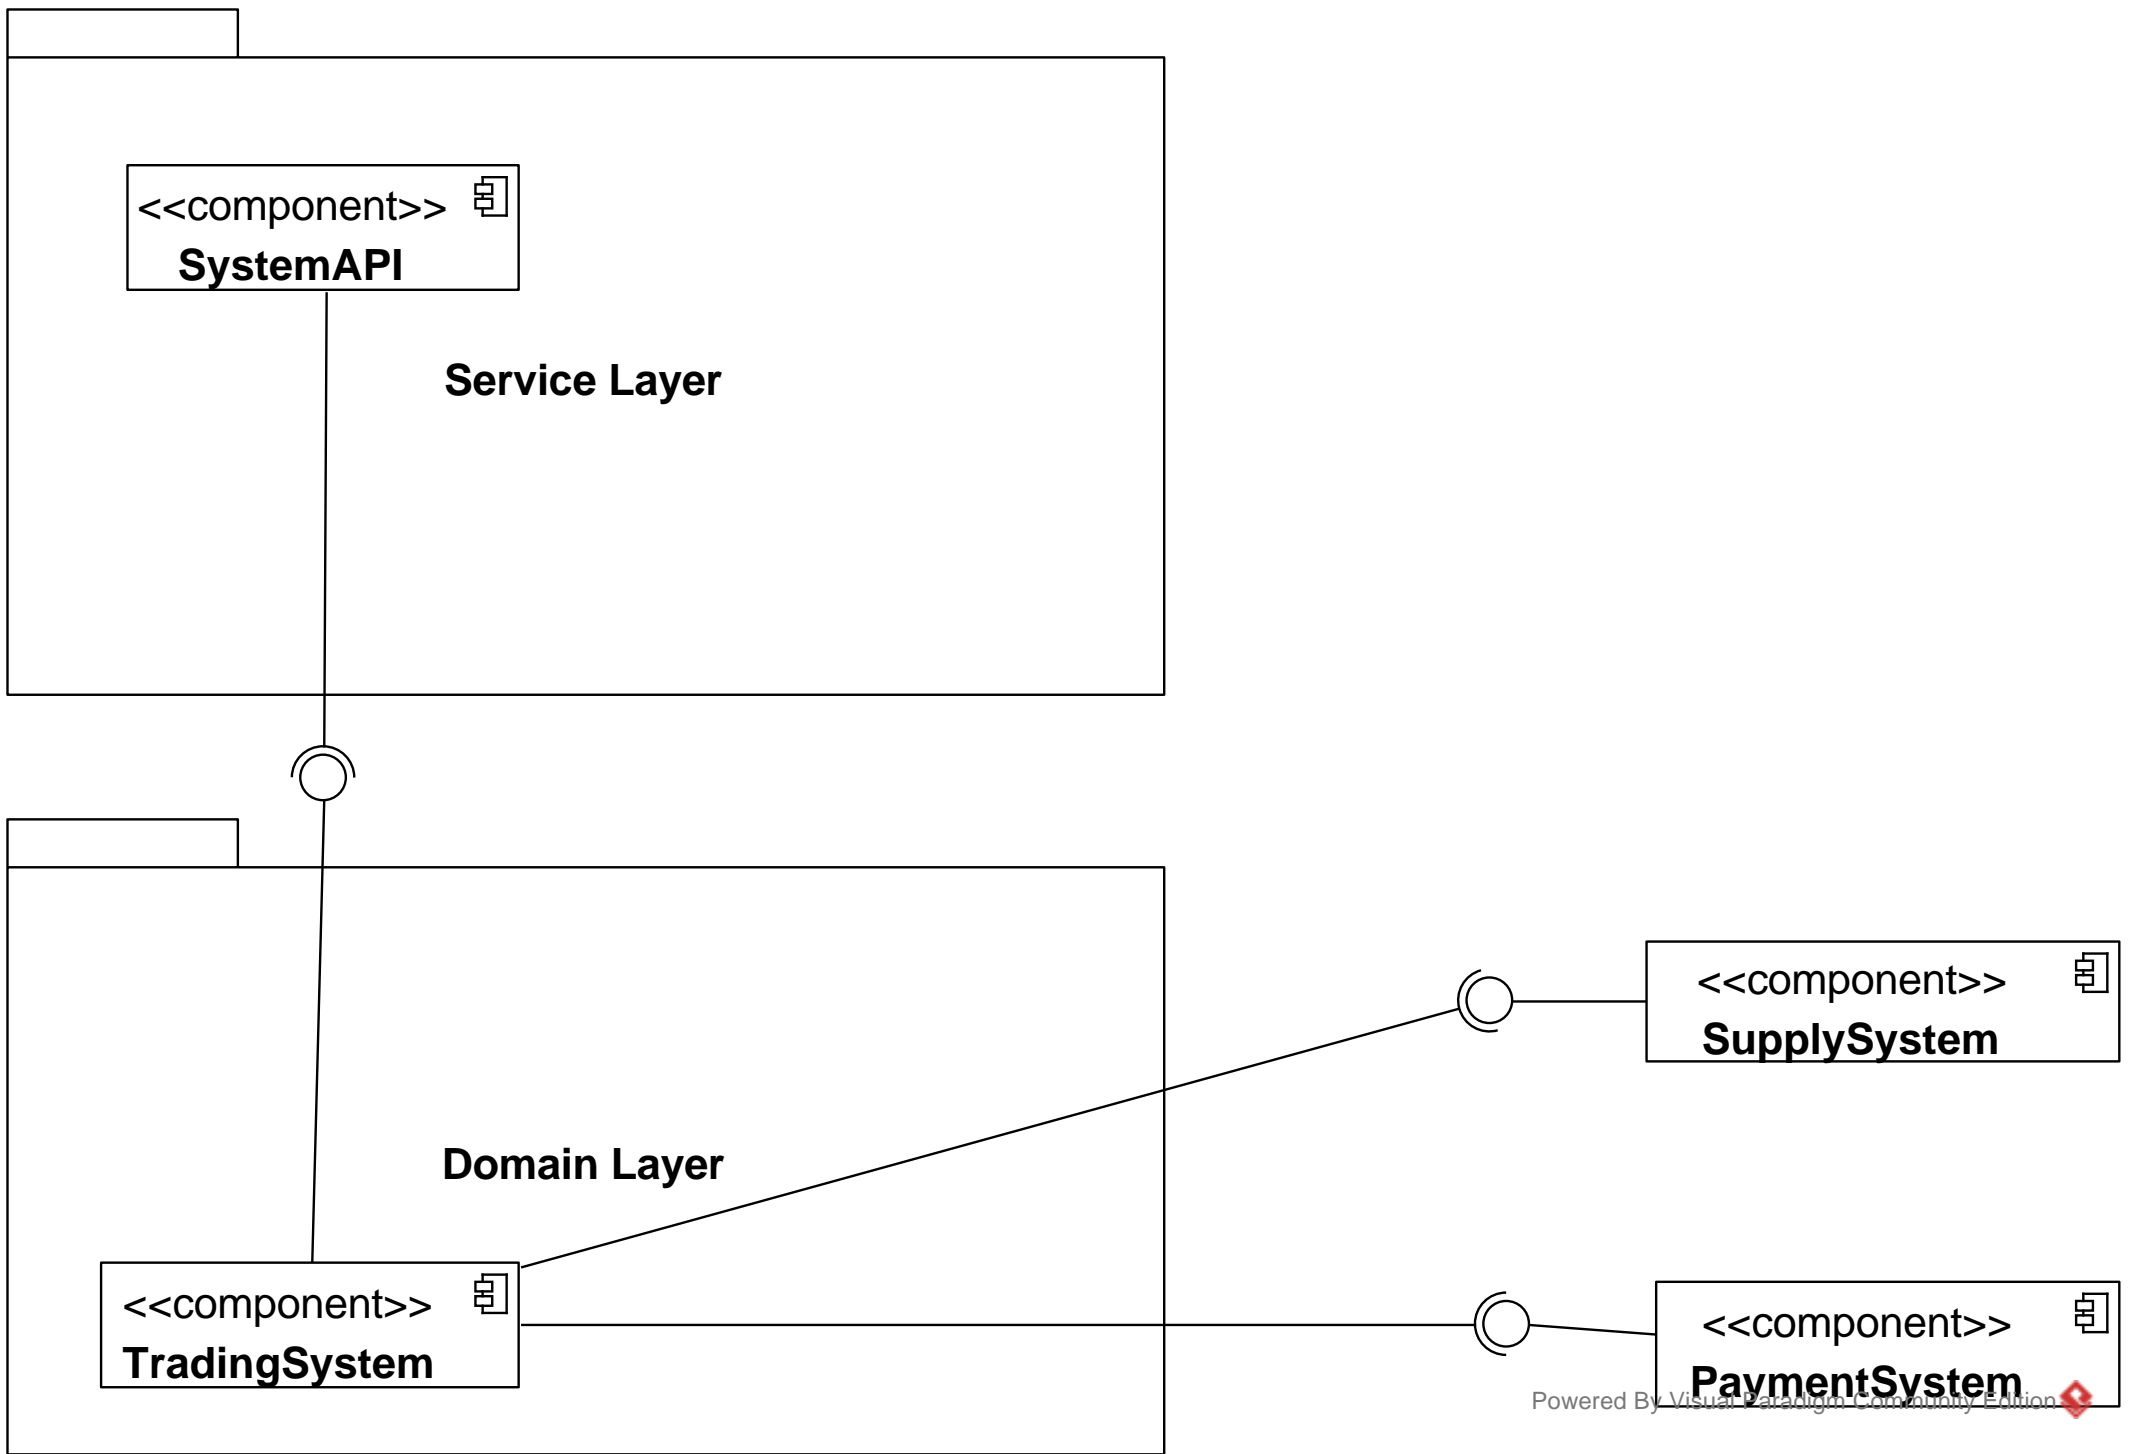 <<component>>
SystemAPI
Service Layer
<<component>>
SupplySystem
Domain Layer
<<component>>
TradingSystem
<<component>>
PaymentSystem
Powered By Visual Paradigm Community Edition